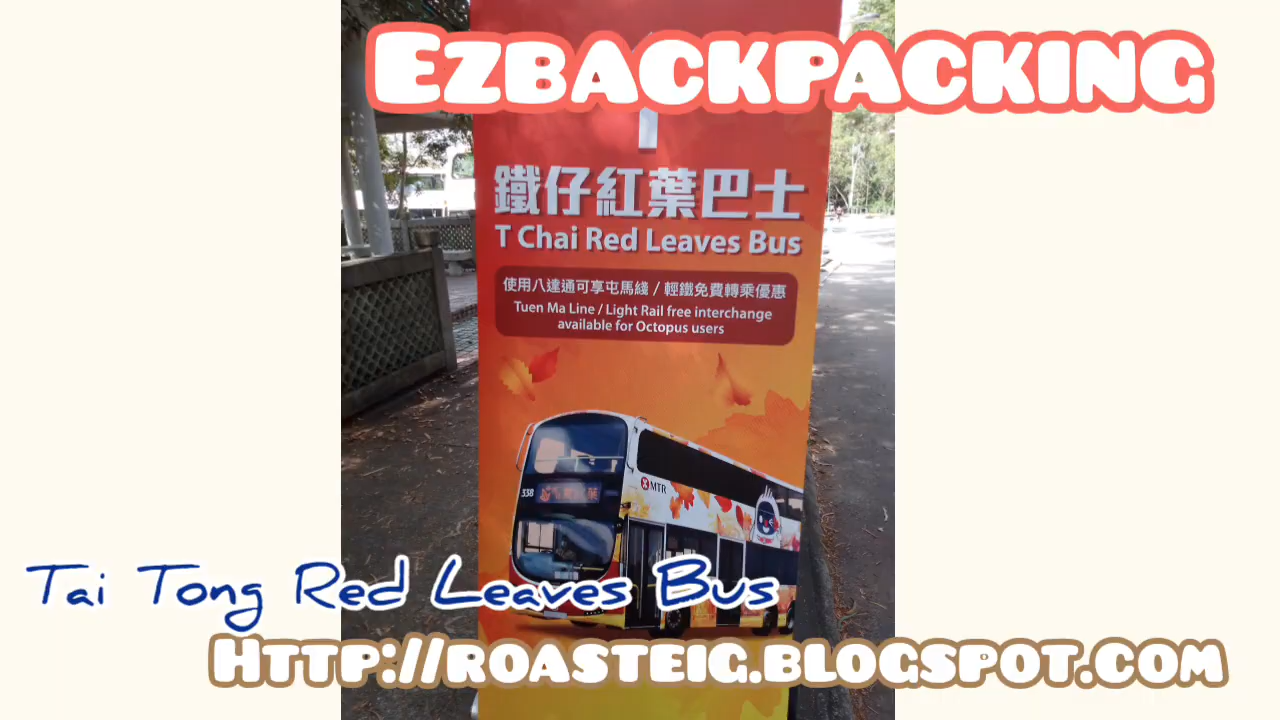 Ezbackpacking
鐵仔紅葉巴士
T Chai Red Leaves Bus
使用八達通可享屯馬綫 / 輕鐵免費轉乘優惠
Tuen Ma Line / Light Rail free interchange
available for Octopus users
338
MTR
Tai Tong Red Leaves Bus
Http://roasteig.blogspot.com